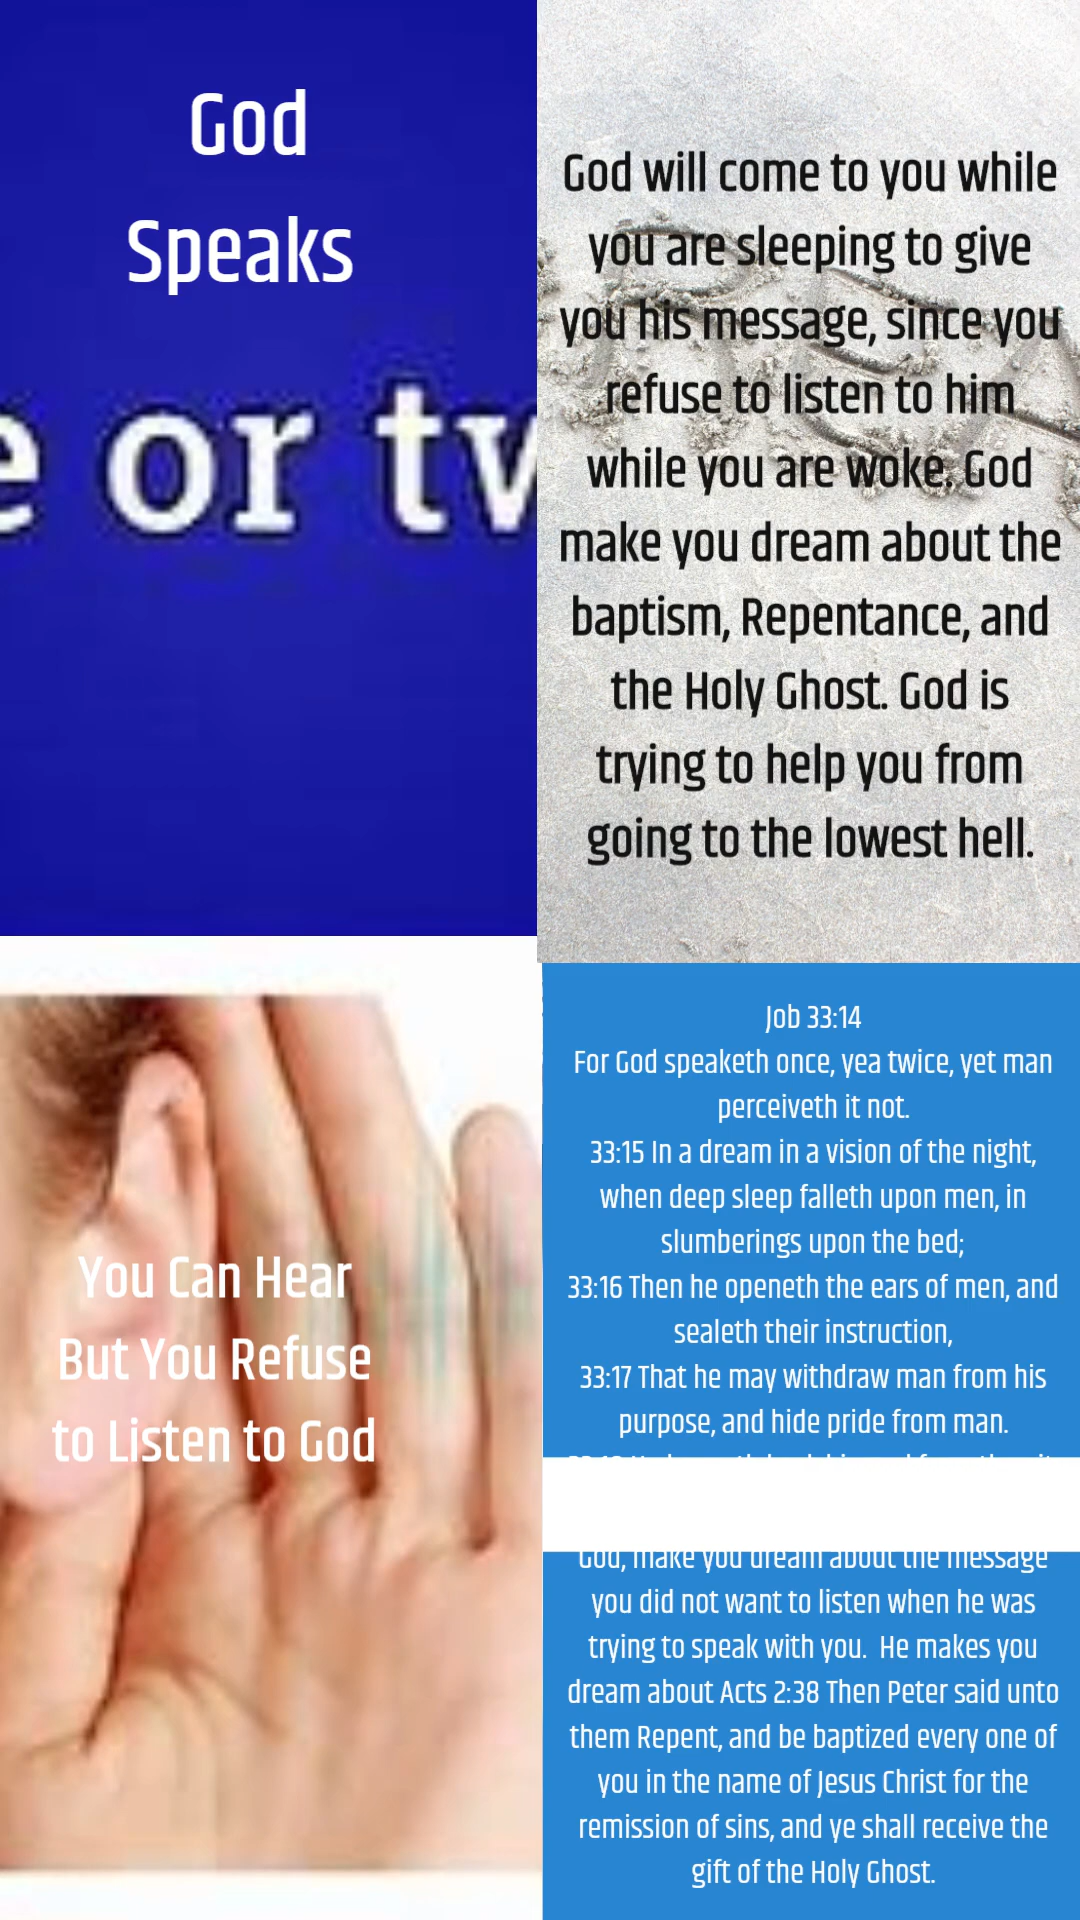 God
Speaks
e or tw
God will come to you while
you are sleeping to give
you his message, since you
refuse to listen to him
while you are woke. God
make you dream about the
baptism, Repentance, and
the Holy Ghost. God is
trying to help you from
going to the lowest hell.
You Can Hear
But You Refuse
to Listen to God
Job 33:14
For God speaketh once, yea twice, yet man
perceiveth it not.
33:15 In a dream in a vision of the night,
when deep sleep falleth upon men, in
slumberings upon the bed;
33:16 Then he openeth the ears of men, and
sealeth their instruction,
33:17 That he may withdraw man from his
purpose, and hide pride from man.
God, make you dream about the message
you did not want to listen when he was
trying to speak with you.  He makes you
dream about Acts 2:38 Then Peter said unto
them Repent, and be baptized every one of
you in the name of Jesus Christ for the
remission of sins, and ye shall receive the
gift of the Holy Ghost.